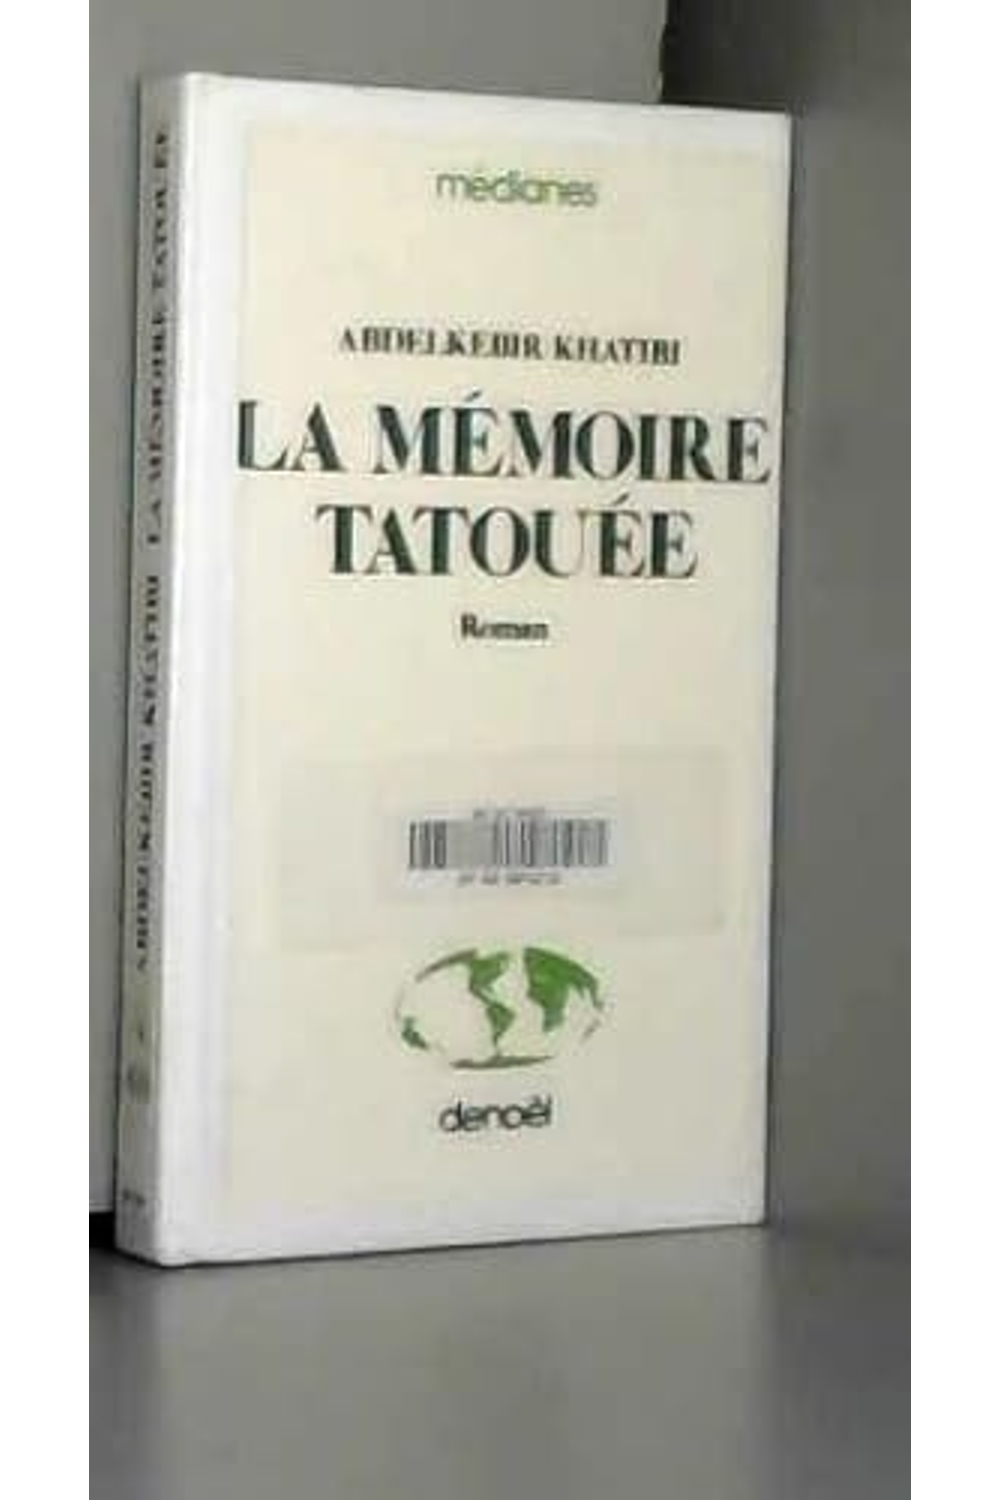 médianes
ABDELKEBIR KHATIBI
LA MÉMOIRE
TATOUÉE
Roman
denoël
ABDELKEBIR KHATIBI LA MÉMOIRE TATOUÉE